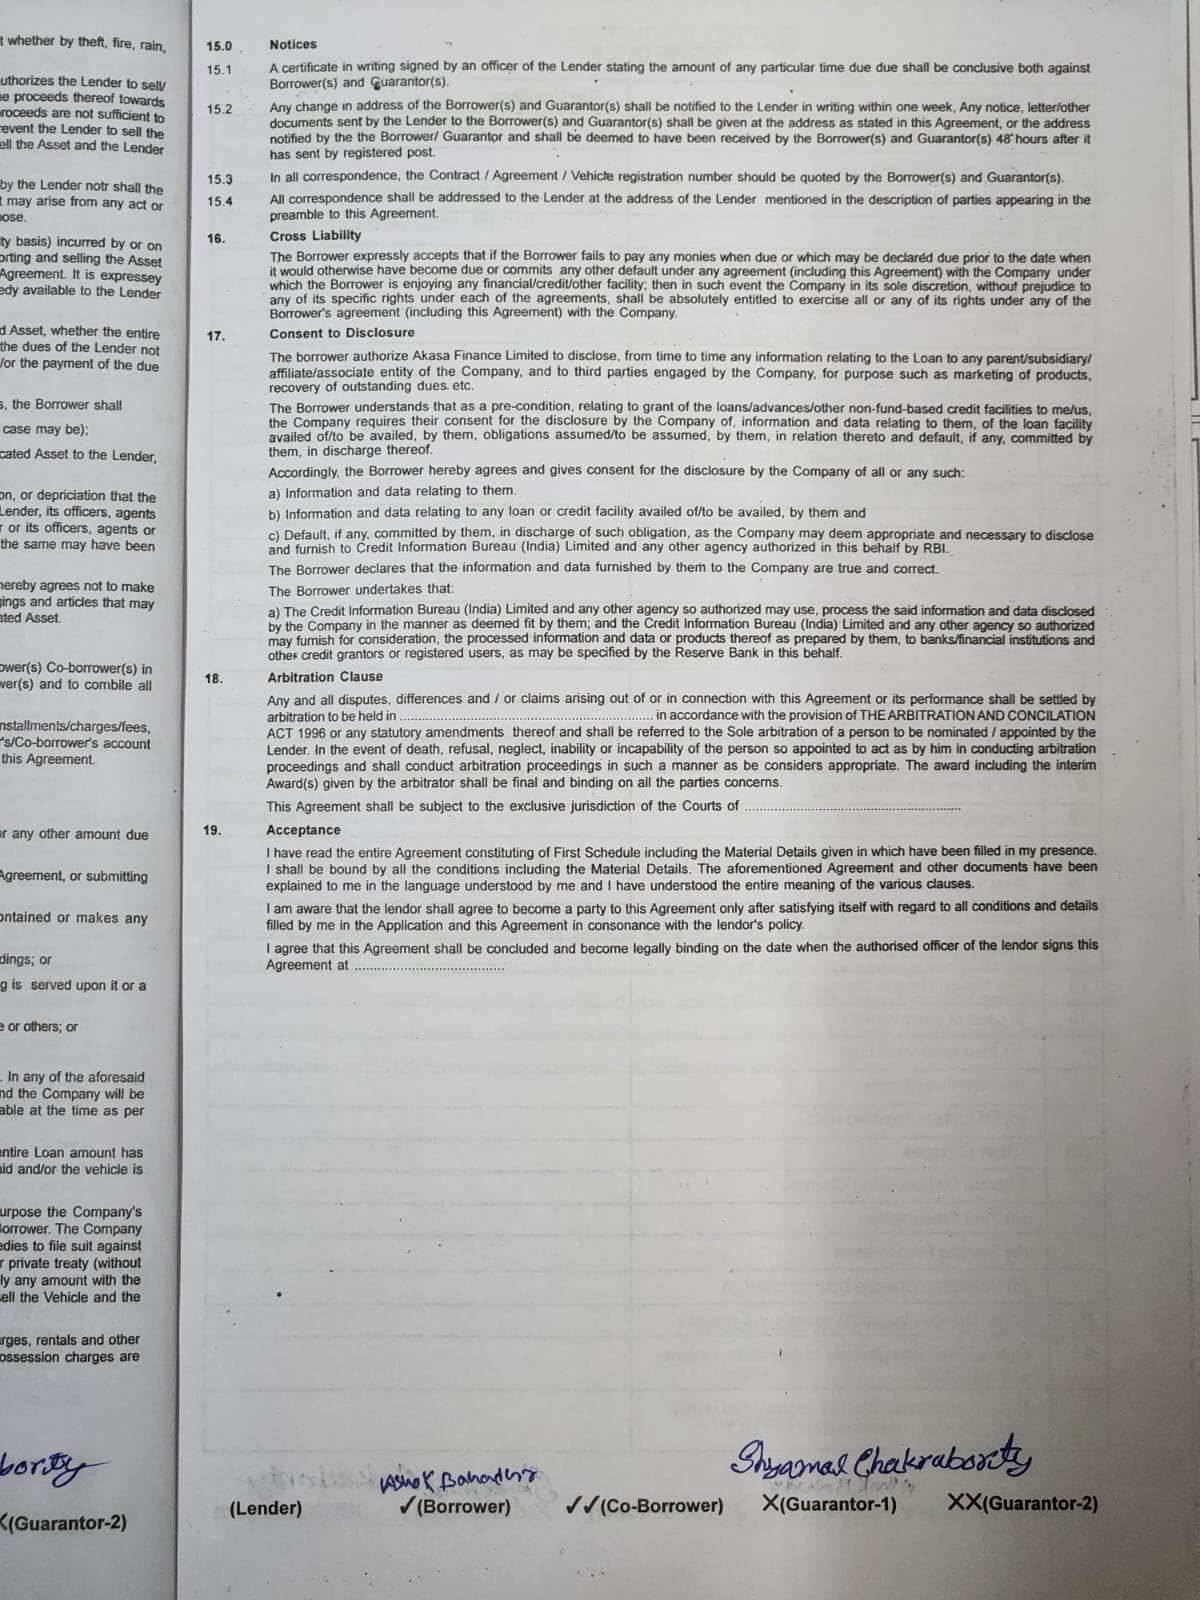 t whether by theft, fire, rain,
uthorizes the Lender to sell/
e proceeds thereof towards
roceeds are not sufficient to
revent the Lender to sell the
ell the Asset and the Lender
by the Lender notr shall the
t may arise from any act or
pose.
ty basis) incurred by or on
orting and selling the Asset
Agreement. It is expressey
edy available to the Lender
d Asset, whether the entire
the dues of the Lender not
/or the payment of the due
s, the Borrower shall
case may be);
cated Asset to the Lender,
on, or depriciation that the
Lender, its officers, agents
r or its officers, agents or
the same may have been
hereby agrees not to make
gings and articles that may
ated Asset.
ower(s) Co-borrower(s) in
wer(s) and to combile all
nstallments/charges/fees,
r's/Co-borrower's account
this Agreement.
or any other amount due
Agreement, or submitting
ontained or makes any
dings; or
g is served upon it or a
e or others; or
. In any of the aforesaid
nd the Company will be
able at the time as per
entire Loan amount has
aid and/or the vehicle is
urpose the Company's
Borrower. The Company
edies to file suit against
r private treaty (without
ly any amount with the
sell the Vehicle and the
arges, rentals and other
ossession charges are
bority
X(Guarantor-2)
15.0 Notices
15.1 A certificate in writing signed by an officer of the Lender stating the amount of any particular time due due shall be conclusive both against
Borrower(s) and Guarantor(s).
15.2 Any change in address of the Borrower(s) and Guarantor(s) shall be notified to the Lender in writing within one week, Any notice, letter/other
documents sent by the Lender to the Borrower(s) and Guarantor(s) shall be given at the address as stated in this Agreement, or the address
notified by the the Borrower/ Guarantor and shall be deemed to have been received by the Borrower(s) and Guarantor(s) 48 hours after it
has sent by registered post.
15.3 In all correspondence, the Contract / Agreement / Vehicle registration number should be quoted by the Borrower(s) and Guarantor(s).
15.4 All correspondence shall be addressed to the Lender at the address of the Lender mentioned in the description of parties appearing in the
preamble to this Agreement.
16. Cross Liability
The Borrower expressly accepts that if the Borrower fails to pay any monies when due or which may be declared due prior to the date when
it would otherwise have become due or commits any other default under any agreement (including this Agreement) with the Company under
which the Borrower is enjoying any financial/credit/other facility; then in such event the Company in its sole discretion, without prejudice to
any of its specific rights under each of the agreements, shall be absolutely entitled to exercise all or any of its rights under any of the
Borrower's agreement (including this Agreement) with the Company.
17. Consent to Disclosure
The borrower authorize Akasa Finance Limited to disclose, from time to time any information relating to the Loan to any parent/subsidiary/
affiliate/associate entity of the Company, and to third parties engaged by the Company, for purpose such as marketing of products,
recovery of outstanding dues etc.
The Borrower understands that as a pre-condition, relating to grant of the loans/advances/other non-fund-based credit facilities to me/us,
the Company requires their consent for the disclosure by the Company of, information and data relating to them, of the loan facility
availed of/to be availed, by them, obligations assumed/to be assumed, by them, in relation thereto and default, if any, committed by
them, in discharge thereof.
Accordingly, the Borrower hereby agrees and gives consent for the disclosure by the Company of all or any such:
a) Information and data relating to them.
b) Information and data relating to any loan or credit facility availed of/to be availed, by them and
c) Default, if any, committed by them, in discharge of such obligation, as the Company may deem appropriate and necessary to disclose
and furnish to Credit Information Bureau (India) Limited and any other agency authorized in this behalf by RBI.
The Borrower declares that the information and data furnished by them to the Company are true and correct.
The Borrower undertakes that:
a) The Credit Information Bureau (India) Limited and any other agency so authorized may use, process the said information and data disclosed
by the Company in the manner as deemed fit by them; and the Credit Information Bureau (India) Limited and any other agency so authorized
may furnish for consideration, the processed information and data or products thereof as prepared by them, to banks/financial institutions and
other credit grantors or registered users, as may be specified by the Reserve Bank in this behalf.
18. Arbitration Clause
Any and all disputes, differences and / or claims arising out of or in connection with this Agreement or its performance shall be settled by
arbitration to be held in ........................................................... in accordance with the provision of THE ARBITRATION AND CONCILATION
ACT 1996 or any statutory amendments thereof and shall be referred to the Sole arbitration of a person to be nominated / appointed by the
Lender. In the event of death, refusal, neglect, inability or incapability of the person so appointed to act as by him in conducting arbitration
proceedings and shall conduct arbitration proceedings in such a manner as be considers appropriate. The award including the interim
Award(s) given by the arbitrator shall be final and binding on all the parties concerns.
This Agreement shall be subject to the exclusive jurisdiction of the Courts of ..................................................
19. Acceptance
I have read the entire Agreement constituting of First Schedule including the Material Details given in which have been filled in my presence.
I shall be bound by all the conditions including the Material Details. The aforementioned Agreement and other documents have been
explained to me in the language understood by me and I have understood the entire meaning of the various clauses.
I am aware that the lendor shall agree to become a party to this Agreement only after satisfying itself with regard to all conditions and details
filled by me in the Application and this Agreement in consonance with the lendor's policy.
I agree that this Agreement shall be concluded and become legally binding on the date when the authorised officer of the lendor signs this
Agreement at ...................................
Ashok Bahadur
Shyamal Chakraborty
(Lender) ✓(Borrower) ✓✓(Co-Borrower) X(Guarantor-1) XX(Guarantor-2)